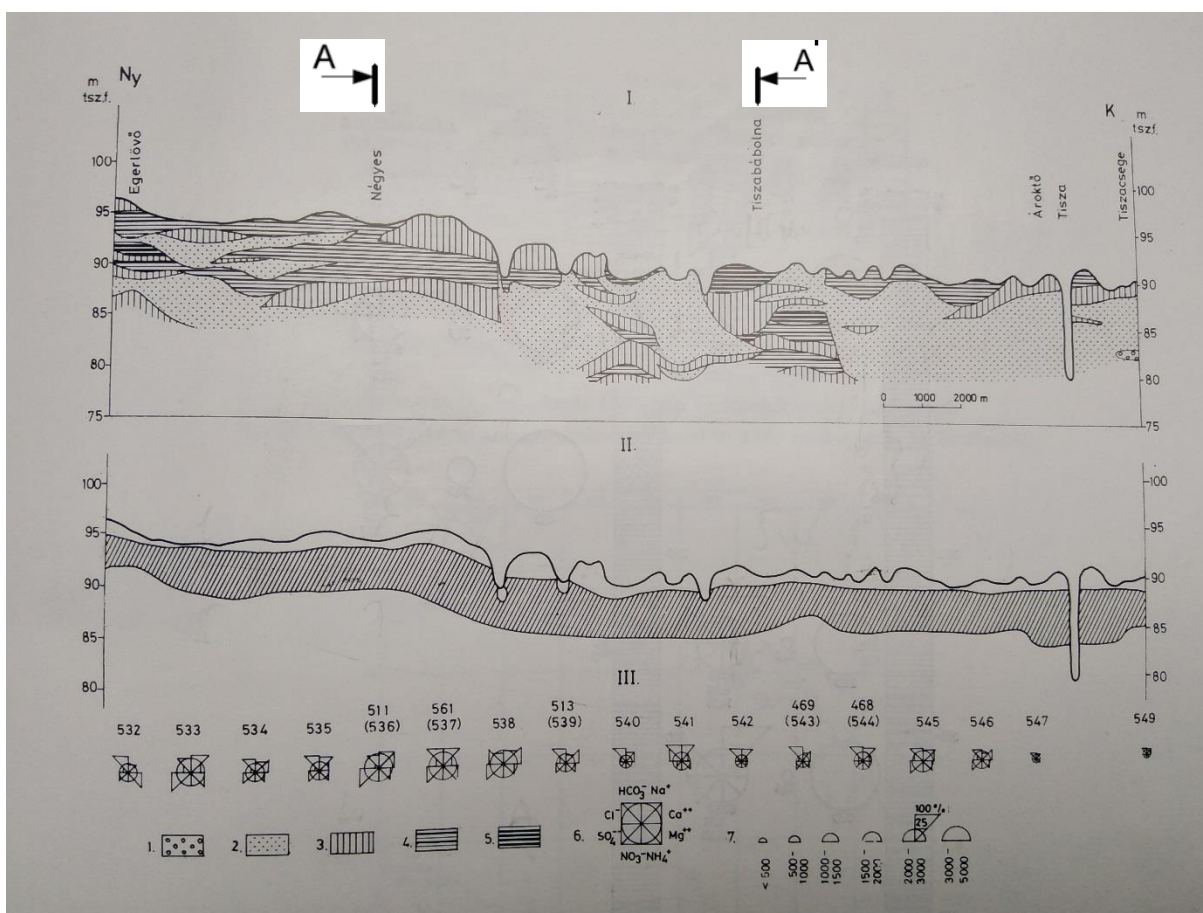 A
A'
Ny
I.
K
m
tszf.
m
tszf.
Egerlövő
Négyes
Tiszabábolna
Ároktő
Tisza
Tiszacsege
100
95
90
85
80
75
100
95
90
85
80
75
0 1000 2000 m
II.
100
95
90
85
80
100
95
90
85
80
III.
532 533 534 535 511 (536) 561 (537) 538 513 (539) 540 541 542 469 (543) 468 (544) 545 546 547 549
1. 2. 3. 4. 5. 6. 7.
HCO₃⁻ Na⁺
Cl⁻ Ca⁺⁺
SO₄⁻⁻ Mg⁺⁺
NO₃⁻ NH₄⁺
100 %
25
< 500
500-1000
1000-1500
1500-2000
2000-3000
3000-5000